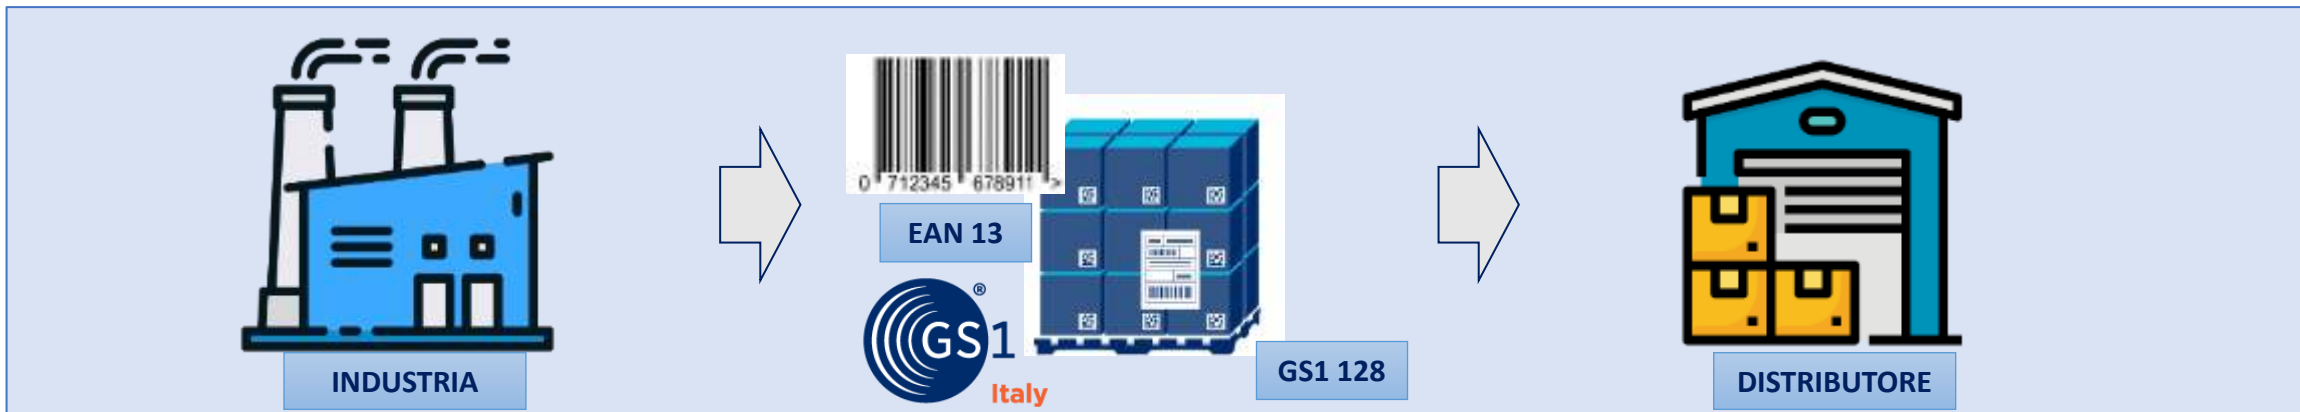 0 712345 678911 >
EAN 13
GS1
®
Italy
INDUSTRIA
GS1 128
DISTRIBUTORE